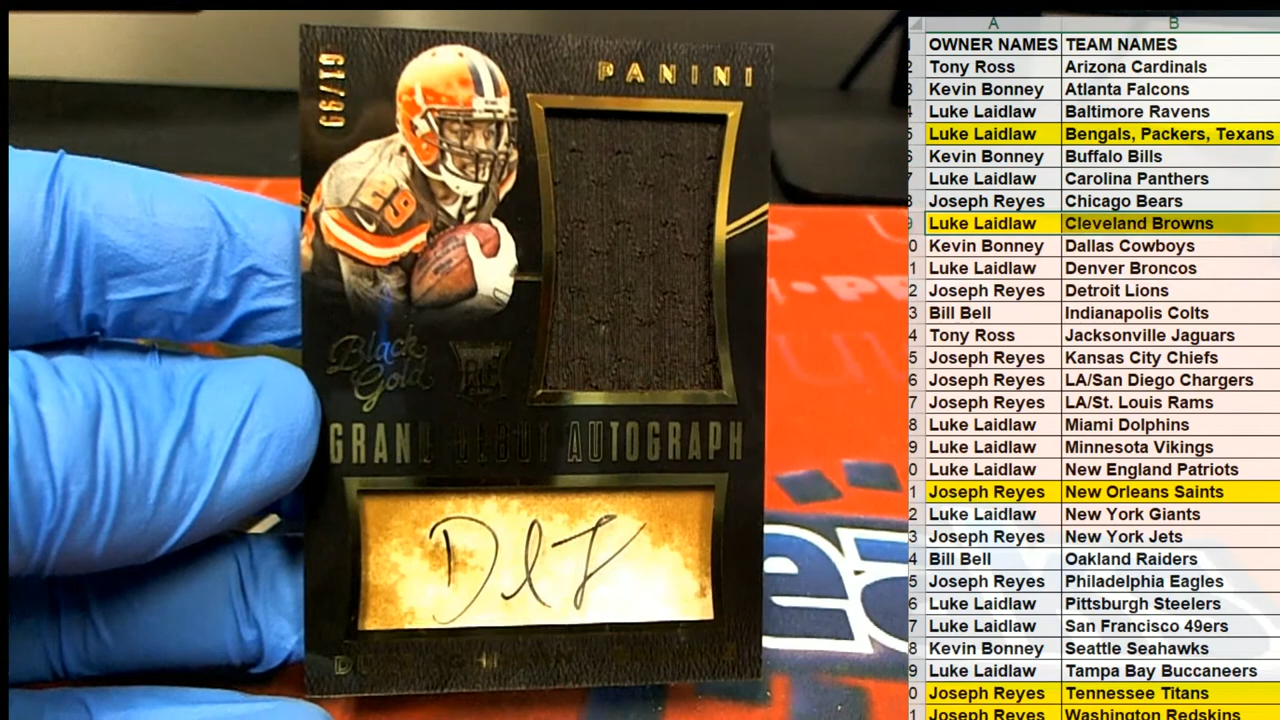 61/99
PANINI
39
Black
Gold
GRAND DEBUT AUTOGRAPH
A
B
OWNER NAMES TEAM NAMES
Tony Ross Arizona Cardinals
Kevin Bonney Atlanta Falcons
Luke Laidlaw Baltimore Ravens
Luke Laidlaw Bengals, Packers, Texans
Kevin Bonney Buffalo Bills
Luke Laidlaw Carolina Panthers
Joseph Reyes Chicago Bears
Luke Laidlaw Cleveland Browns
Kevin Bonney Dallas Cowboys
Luke Laidlaw Denver Broncos
Joseph Reyes Detroit Lions
Bill Bell Indianapolis Colts
Tony Ross Jacksonville Jaguars
Joseph Reyes Kansas City Chiefs
Joseph Reyes LA/San Diego Chargers
Joseph Reyes LA/St. Louis Rams
Luke Laidlaw Miami Dolphins
Luke Laidlaw Minnesota Vikings
Luke Laidlaw New England Patriots
Joseph Reyes New Orleans Saints
Luke Laidlaw New York Giants
Joseph Reyes New York Jets
Bill Bell Oakland Raiders
Joseph Reyes Philadelphia Eagles
Luke Laidlaw Pittsburgh Steelers
Luke Laidlaw San Francisco 49ers
Kevin Bonney Seattle Seahawks
Luke Laidlaw Tampa Bay Buccaneers
Joseph Reyes Tennessee Titans
Joseph Reyes Washington Redskins